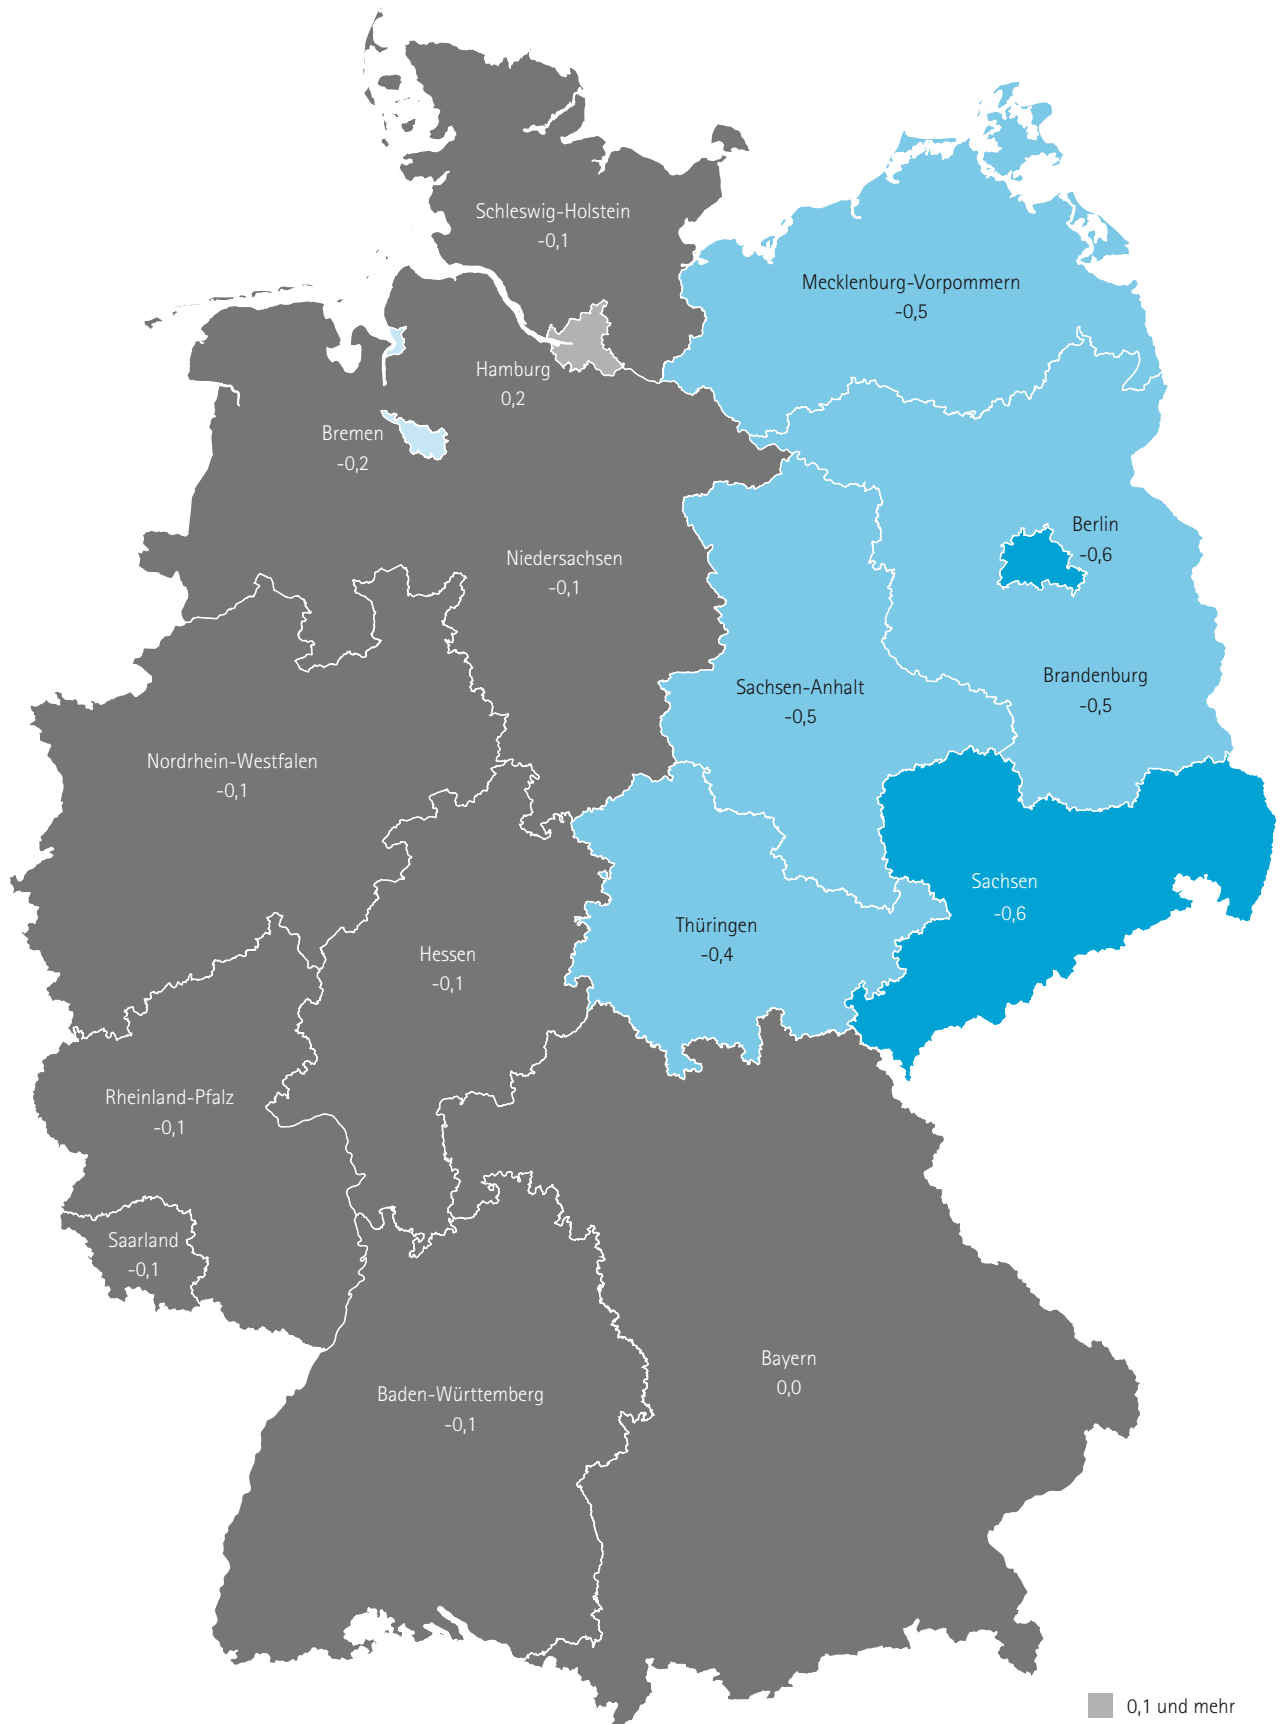 Schleswig-Holstein
-0,1
Mecklenburg-Vorpommern
-0,5
Hamburg
0,2
Bremen
-0,2
Berlin
-0,6
Niedersachsen
-0,1
Brandenburg
-0,5
Sachsen-Anhalt
-0,5
Nordrhein-Westfalen
-0,1
Sachsen
-0,6
Thüringen
-0,4
Hessen
-0,1
Rheinland-Pfalz
-0,1
Saarland
-0,1
Bayern
0,0
Baden-Württemberg
-0,1
0,1 und mehr